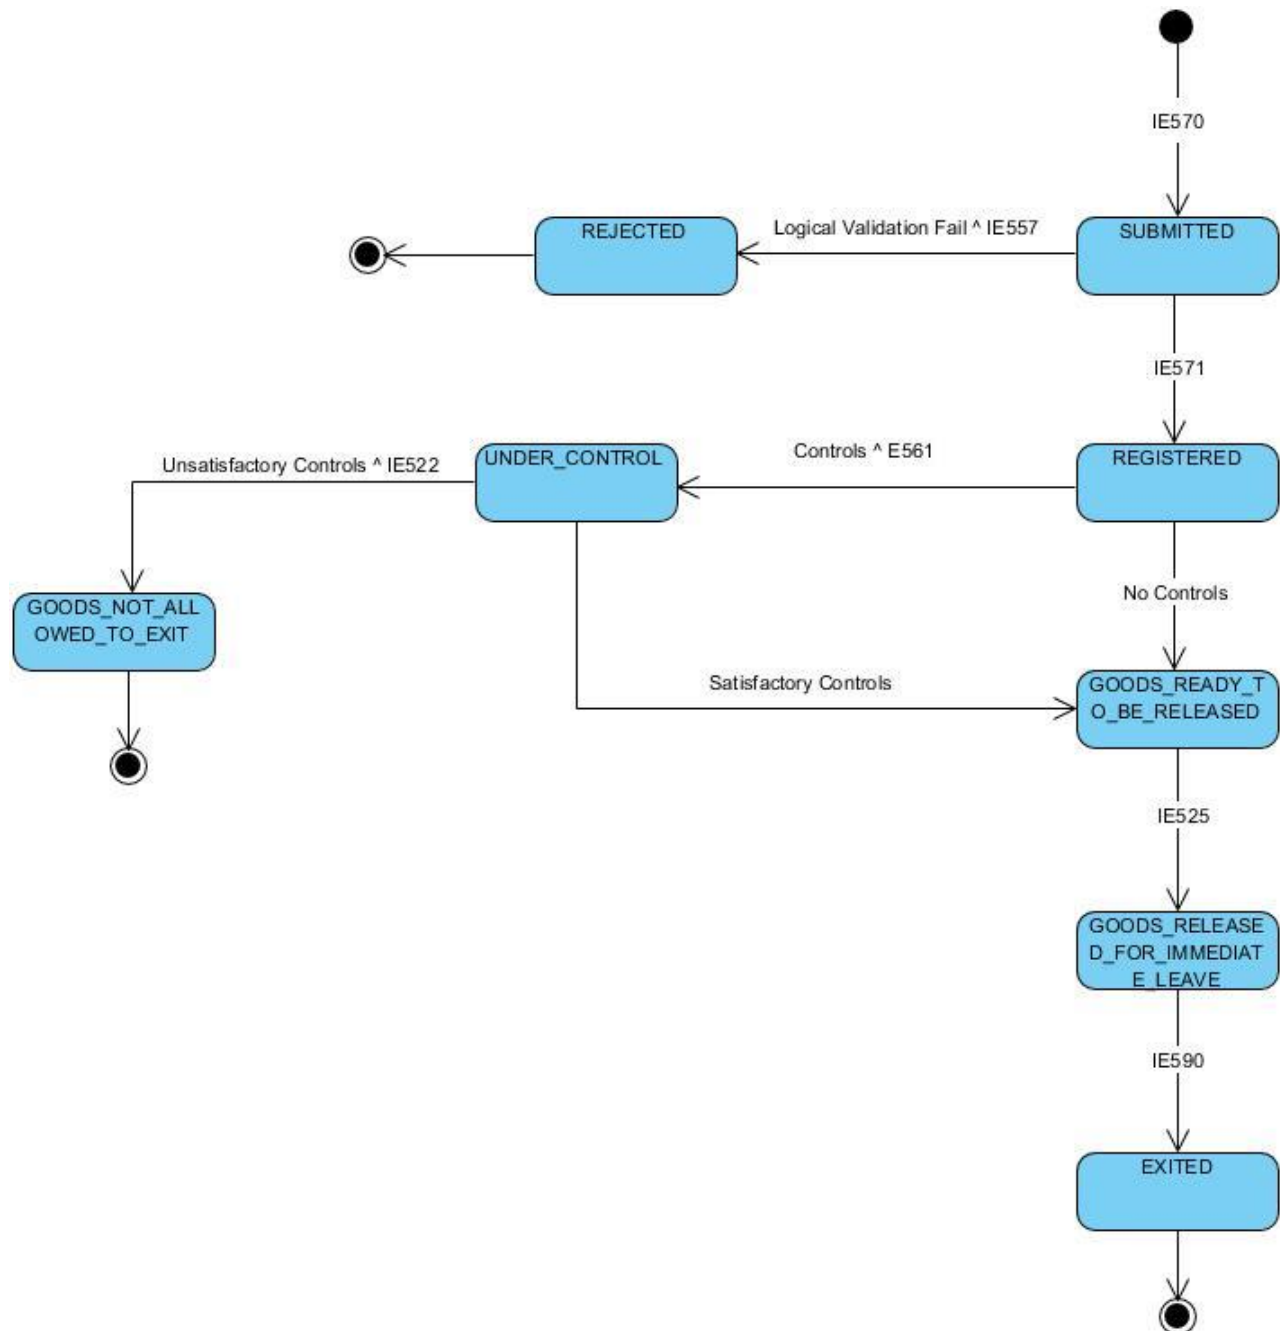 IE570
Logical Validation Fail ^ IE557
REJECTED
SUBMITTED
IE571
Controls ^ E561
Unsatisfactory Controls ^ IE522
UNDER_CONTROL
REGISTERED
No Controls
GOODS_NOT_ALL
OWED_TO_EXIT
Satisfactory Controls
GOODS_READY_T
O_BE_RELEASED
IE525
GOODS_RELEASE
D_FOR_IMMEDIAT
E_LEAVE
IE590
EXITED